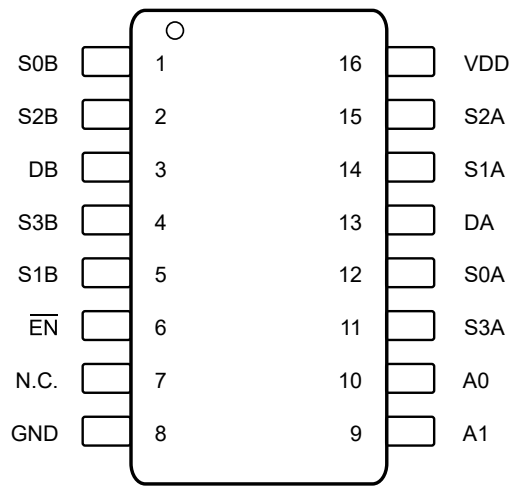 S0B 1 16 VDD
S2B 2 15 S2A
DB 3 14 S1A
S3B 4 13 DA
S1B 5 12 S0A
EN 6 11 S3A
N.C. 7 10 A0
GND 8 9 A1